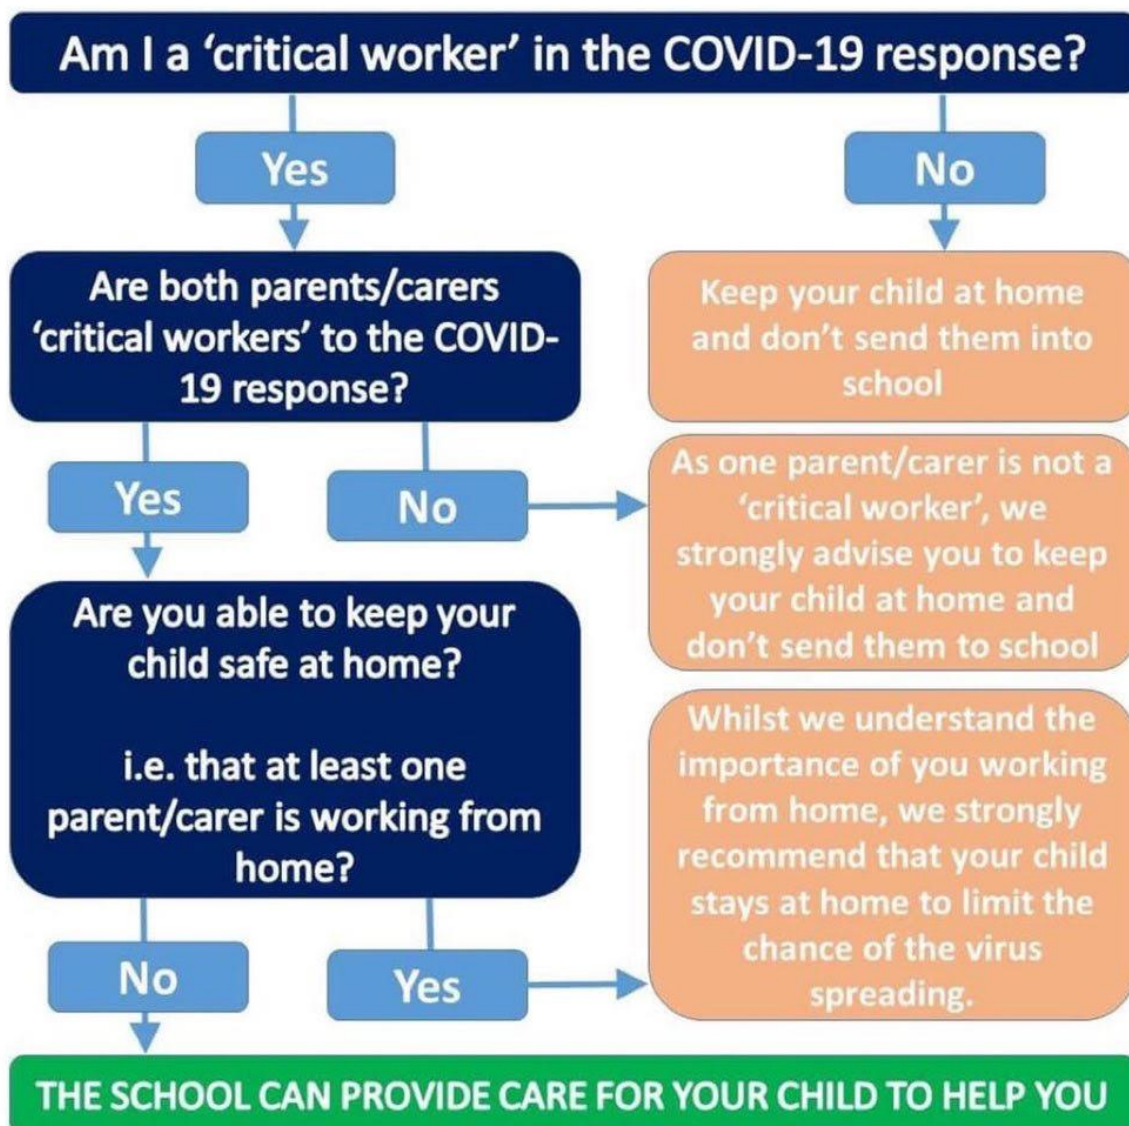 Am I a ‘critical worker’ in the COVID-19 response?
Yes
No
Are both parents/carers
‘critical workers’ to the COVID-
19 response?
Keep your child at home
and don’t send them into
school
Yes
No
As one parent/carer is not a
‘critical worker’, we
strongly advise you to keep
your child at home and
don’t send them to school
Are you able to keep your
child safe at home?
i.e. that at least one
parent/carer is working from
home?
Whilst we understand the
importance of you working
from home, we strongly
recommend that your child
stays at home to limit the
chance of the virus
spreading.
No
Yes
THE SCHOOL CAN PROVIDE CARE FOR YOUR CHILD TO HELP YOU